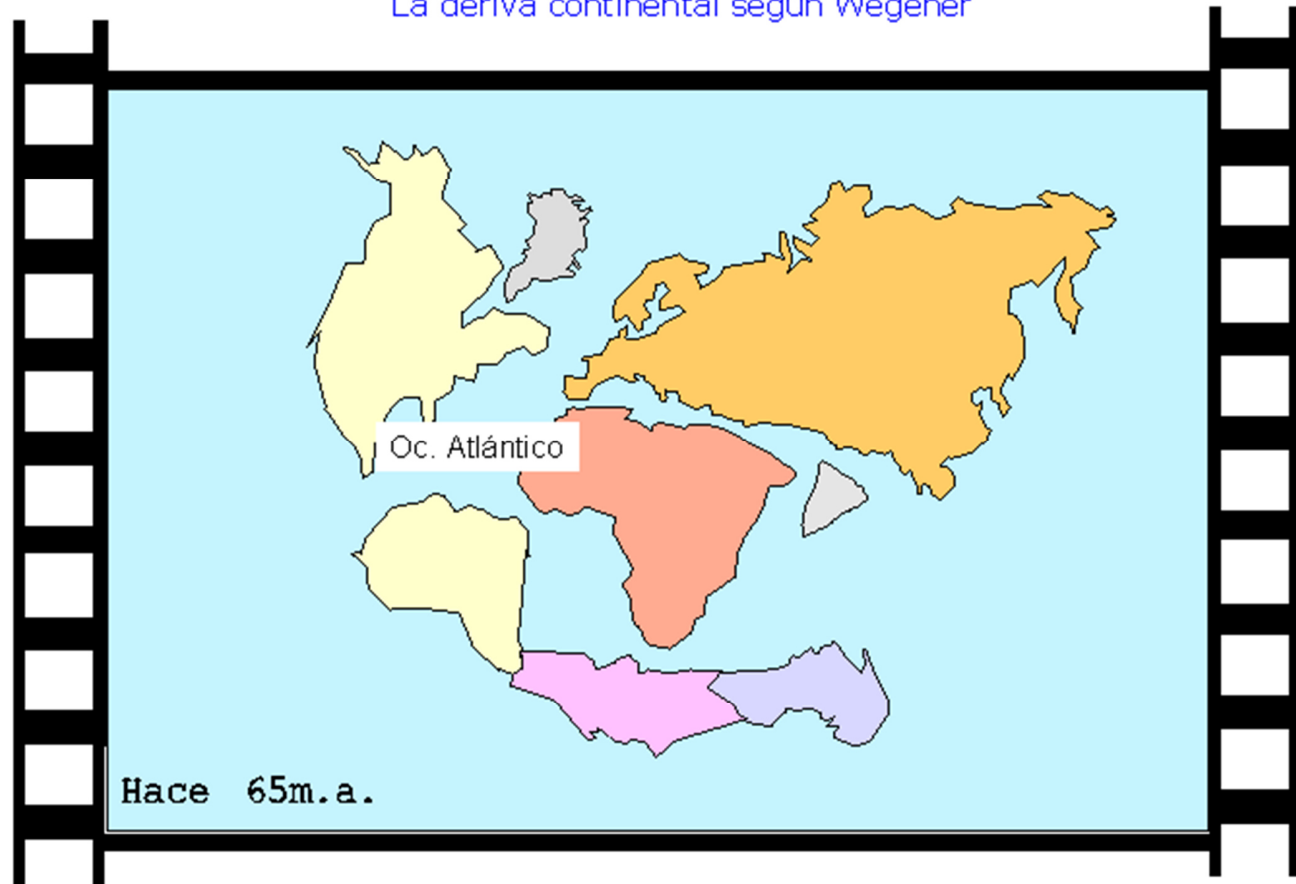 La deriva continental según Wegener
Oc. Atlántico
Hace 65m.a.